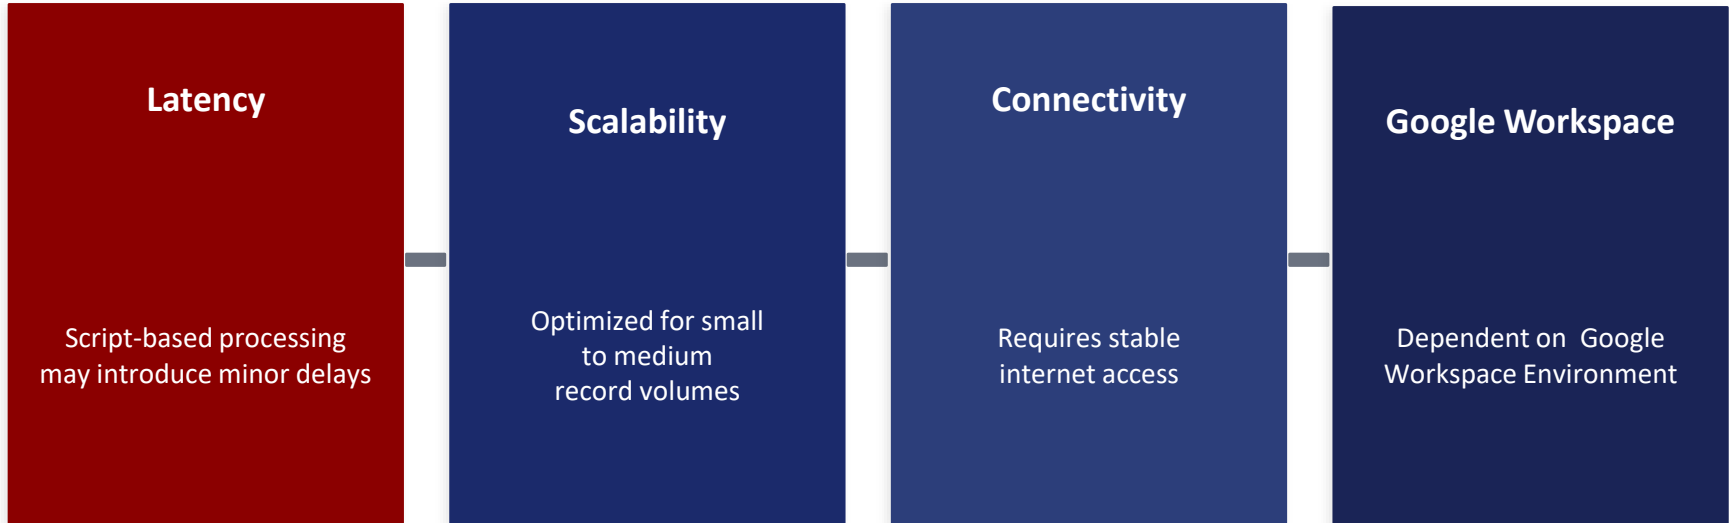 Latency
Script-based processing
may introduce minor delays
Scalability
Optimized for small
to medium
record volumes
Connectivity
Requires stable
internet access
Google Workspace
Dependent on  Google
Workspace Environment